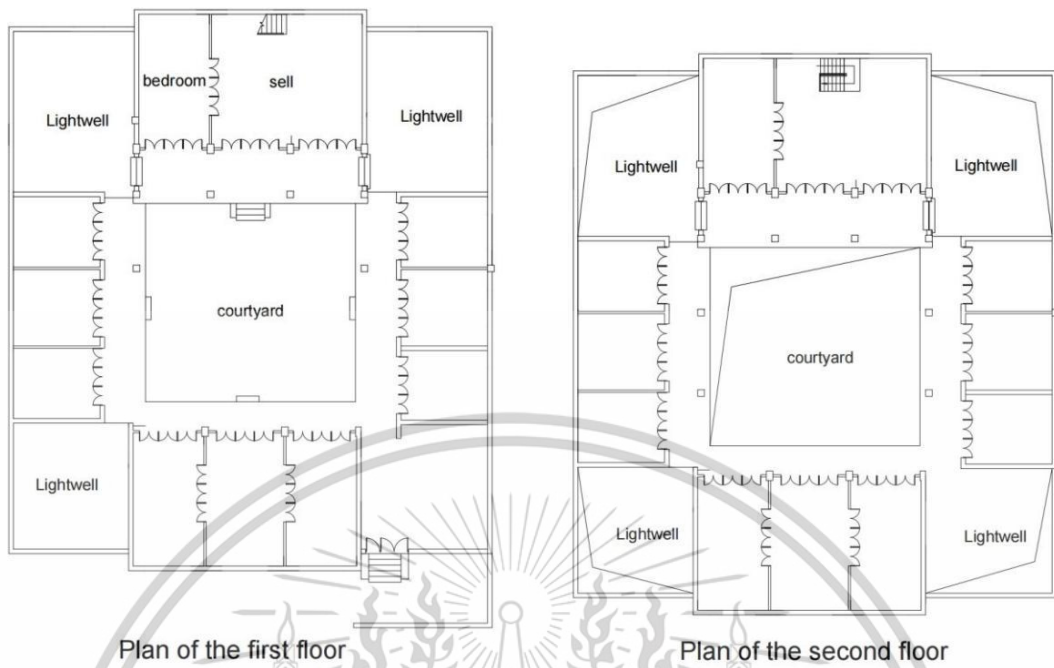 bedroom
sell
Lightwell
Lightwell
courtyard
Lightwell
Plan of the first floor
Lightwell
Lightwell
courtyard
Lightwell
Lightwell
Plan of the second floor